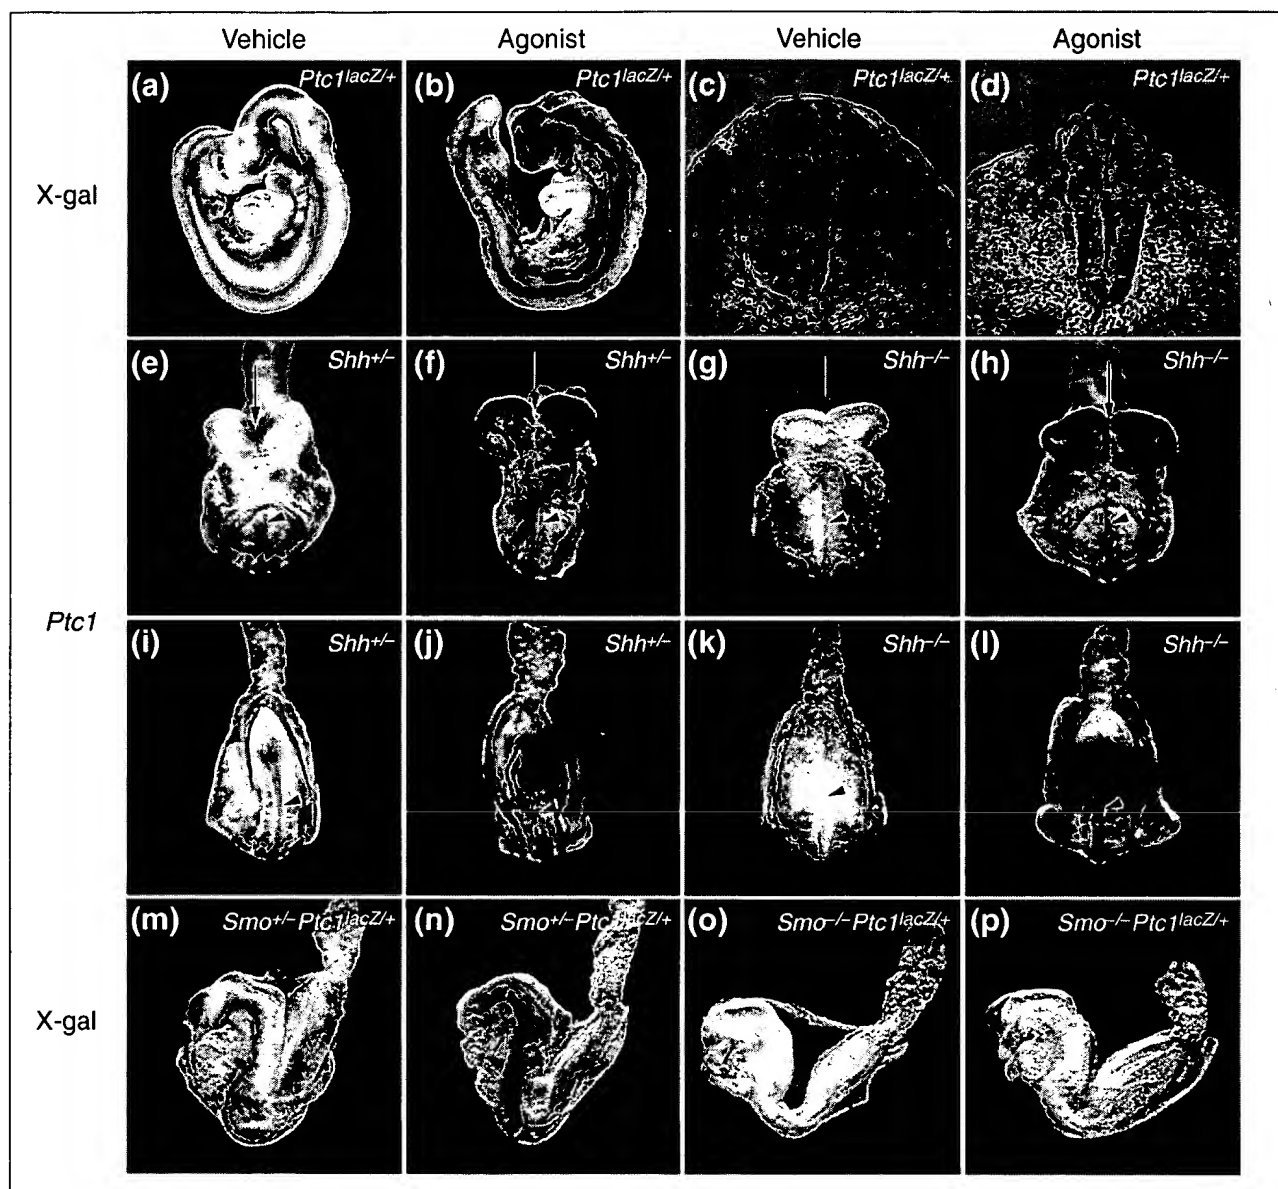 Vehicle Agonist Vehicle Agonist
X-gal
(a) Ptc1lacZ/+ (b) Ptc1lacZ/+ (c) Ptc1lacZ/+ (d) Ptc1lacZ/+
(e) Shh+/– (f) Shh+/– (g) Shh–/– (h) Shh–/–
Ptc1
(i) Shh+/– (j) Shh+/– (k) Shh–/– (l) Shh–/–
(m) Smo+/–Ptc1lacZ/+ (n) Smo+/–Ptc1lacZ/+ (o) Smo–/–Ptc1lacZ/+ (p) Smo–/–Ptc1lacZ/+
X-gal